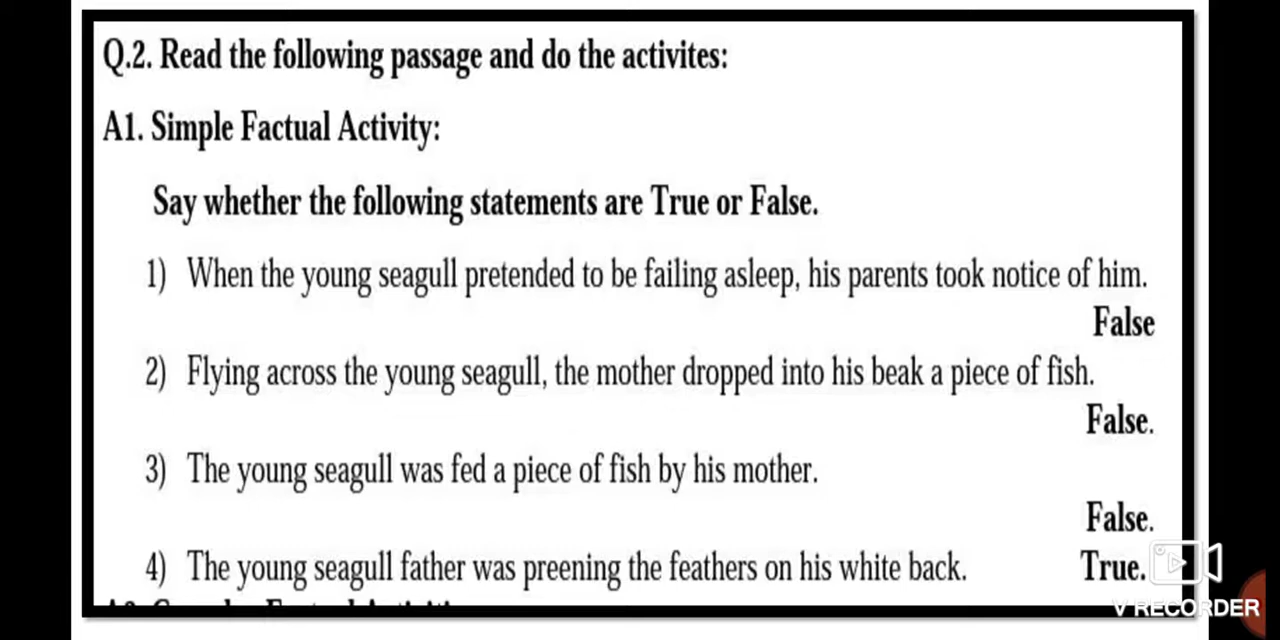 Q.2. Read the following passage and do the activites:
A1. Simple Factual Activity:
Say whether the following statements are True or False.
1) When the young seagull pretended to be failing asleep, his parents took notice of him.
False
2) Flying across the young seagull, the mother dropped into his beak a piece of fish.
False.
3) The young seagull was fed a piece of fish by his mother.
False.
4) The young seagull father was preening the feathers on his white back. True.
V RECORDER